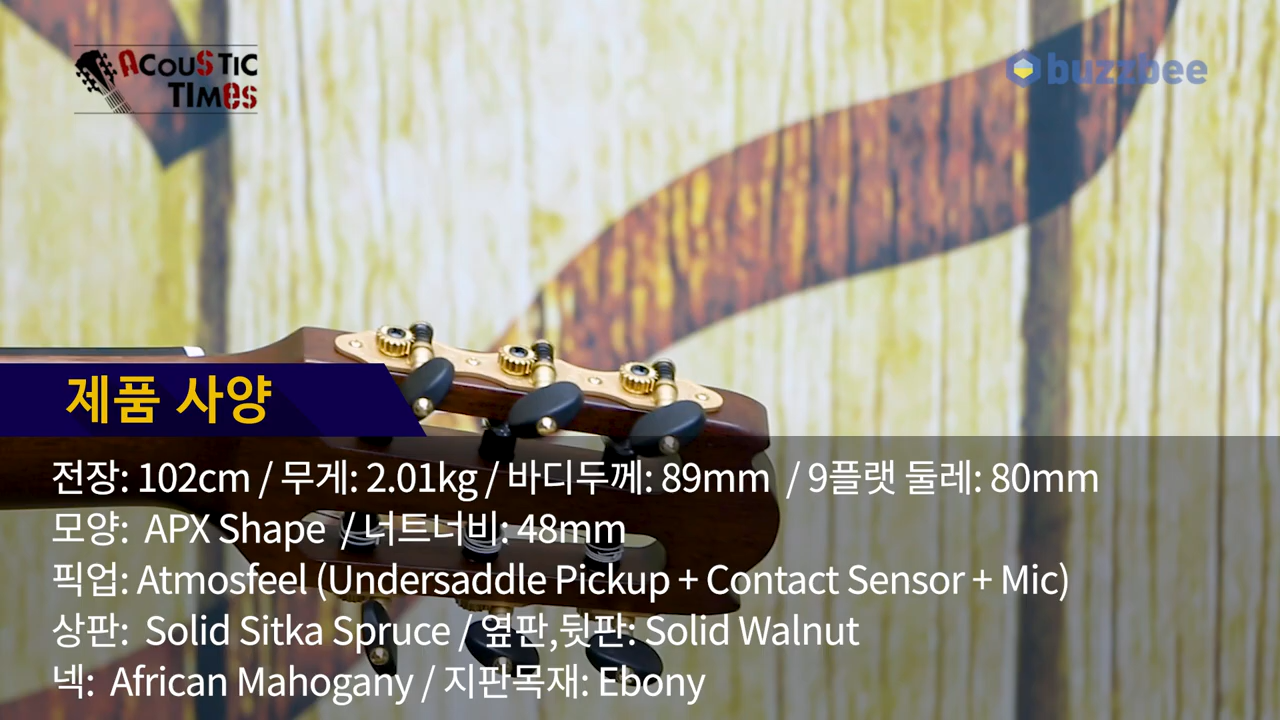 ACOUSTIC
TIMES
buzzbee
제품 사양
전장: 102cm / 무게: 2.01kg / 바디두께: 89mm / 9플랫 둘레: 80mm
모양: APX Shape / 너트너비: 48mm
픽업: Atmosfeel (Undersaddle Pickup + Contact Sensor + Mic)
상판: Solid Sitka Spruce / 옆판,뒷판: Solid Walnut
넥: African Mahogany / 지판목재: Ebony